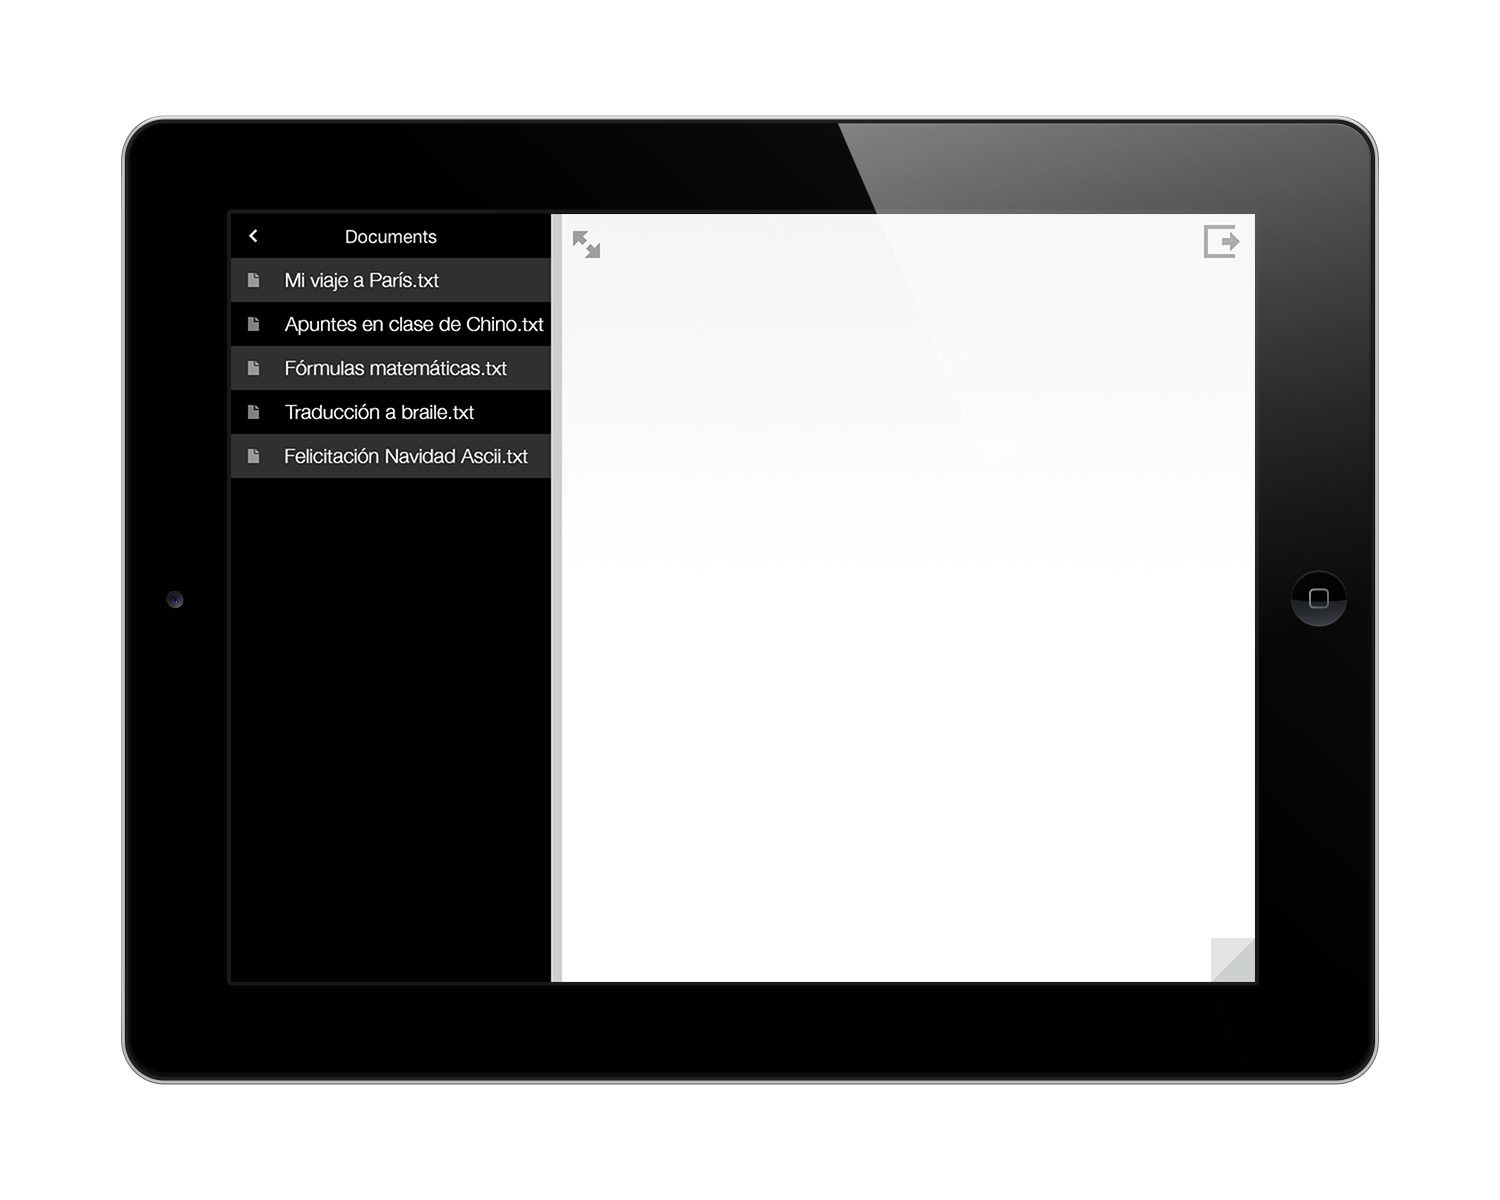 Documents
Mi viaje a París.txt
Apuntes en clase de Chino.txt
Fórmulas matemáticas.txt
Traducción a braile.txt
Felicitación Navidad Ascii.txt